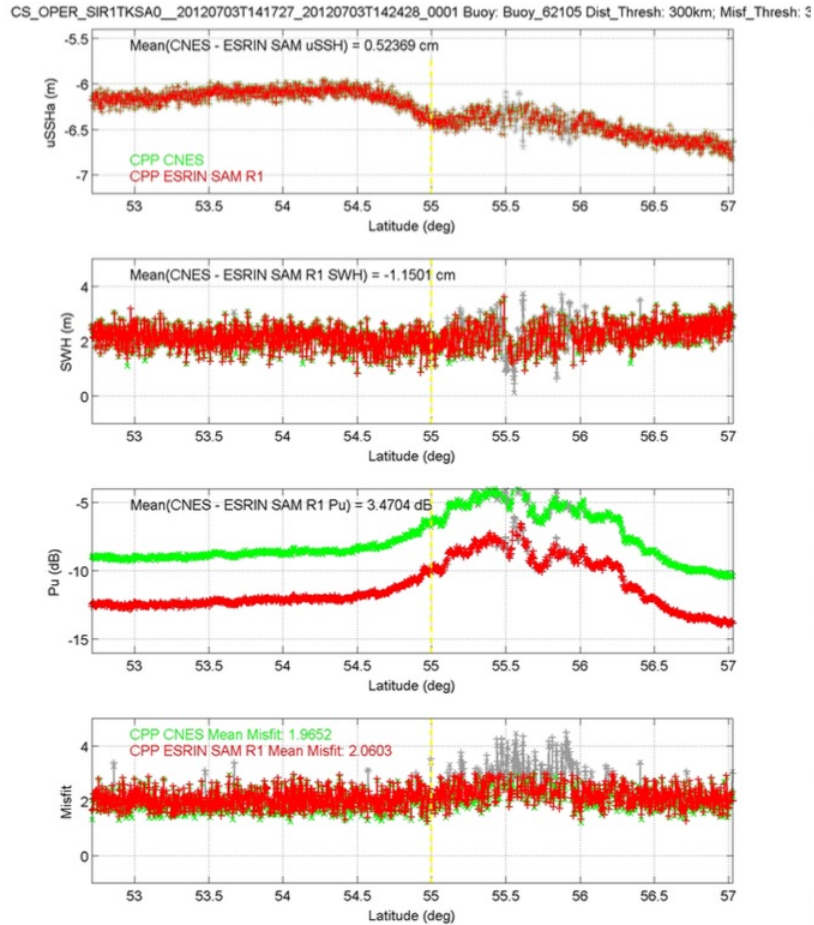 CS_OPER_SIR1TKSA0__20120703T141727_20120703T142428_0001 Buoy: Buoy_62105 Dist_Thresh: 300km; Misf_Thresh: 3
-5.5
Mean(CNES - ESRIN SAM uSSH) = 0.52369 cm
-6
uSSHa (m)
-6.5
CPP CNES
CPP ESRIN SAM R1
-7
53 53.5 54 54.5 55 55.5 56 56.5 57
Latitude (deg)
Mean(CNES - ESRIN SAM R1 SWH) = -1.1501 cm
4
SWH (m)
2
0
53 53.5 54 54.5 55 55.5 56 56.5 57
Latitude (deg)
-5
Mean(CNES - ESRIN SAM R1 Pu) = 3.4704 dB
Pu (dB)
-10
-15
53 53.5 54 54.5 55 55.5 56 56.5 57
Latitude (deg)
CPP CNES Mean Misfit: 1.9652
4
CPP ESRIN SAM R1 Mean Misfit: 2.0603
Misfit
2
0
53 53.5 54 54.5 55 55.5 56 56.5 57
Latitude (deg)